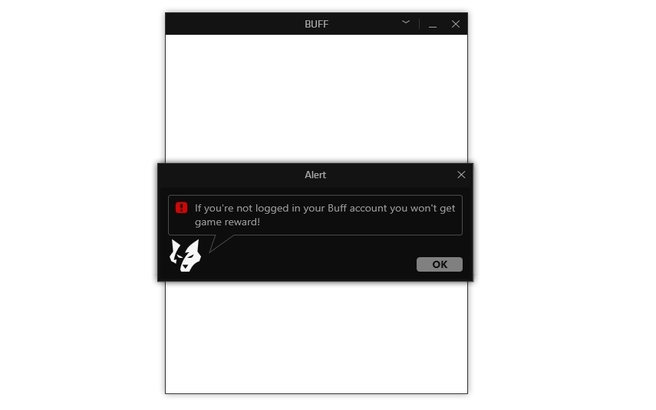 BUFF
Alert
If you're not logged in your Buff account you won't get
game reward!
OK